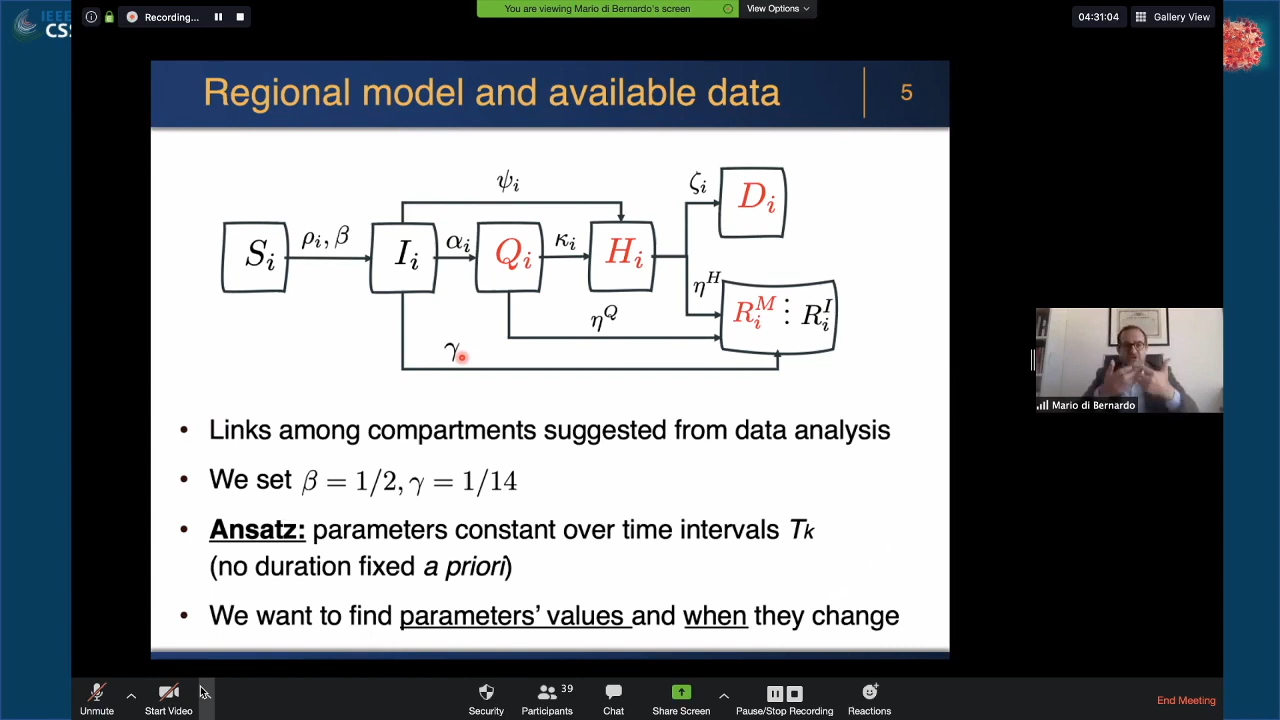 IEEE
CSS
Recording...
You are viewing Mario di Bernardo's screen
View Options
04:31:04
Gallery View
Regional model and available data
5
ψi
ζi
Di
ρi, β
αi
κi
Si
Ii
Qi
Hi
η^H
R_i^M ⋮ R_i^I
η^Q
γ
• Links among compartments suggested from data analysis
• We set β = 1/2, γ = 1/14
• Ansatz: parameters constant over time intervals Tk
(no duration fixed a priori)
• We want to find parameters' values and when they change
Mario di Bernardo
Unmute
Start Video
Security
39
Participants
Chat
Share Screen
Pause/Stop Recording
Reactions
End Meeting